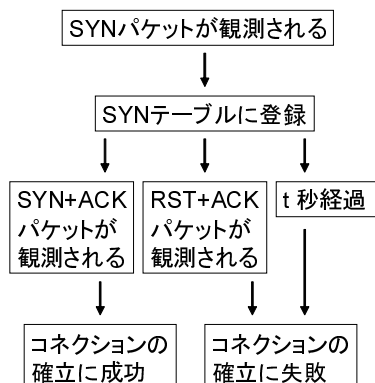 SYNパケットが観測される
SYNテーブルに登録
SYN+ACK
パケットが
観測される
RST+ACK
パケットが
観測される
t 秒経過
コネクションの
確立に成功
コネクションの
確立に失敗